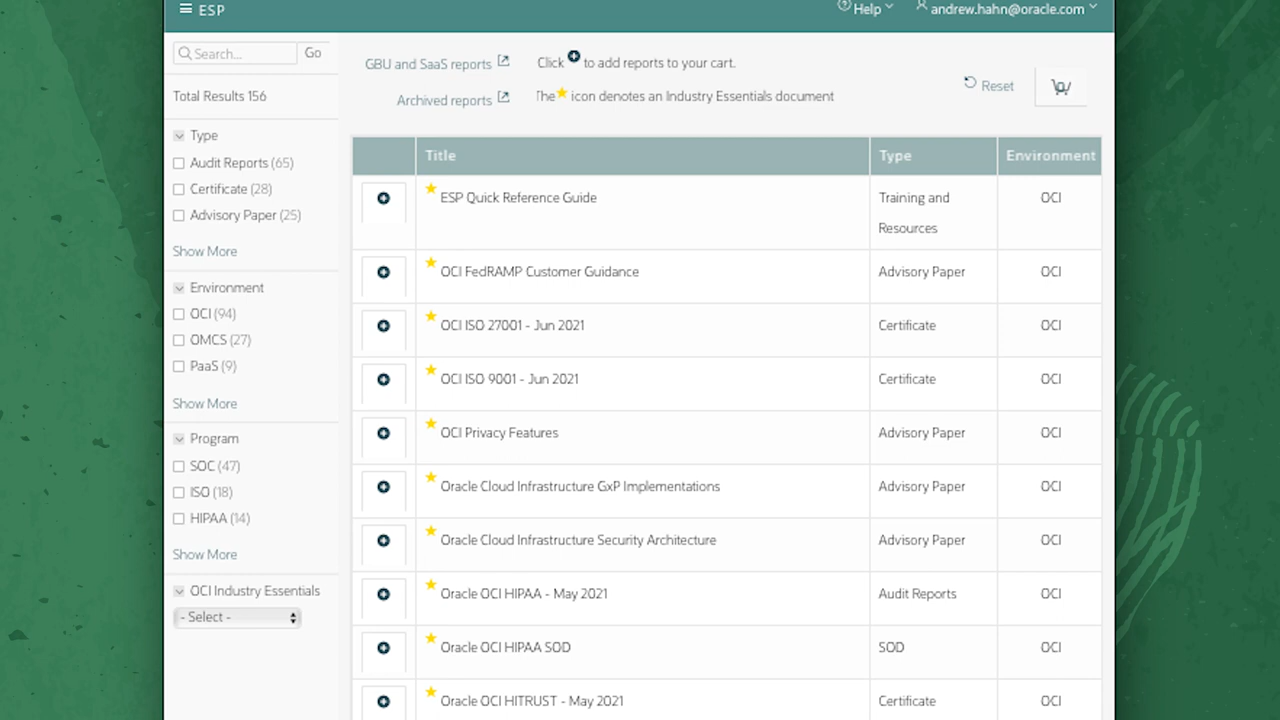 ESP
Help
andrew.hahn@oracle.com
Search...
Go
Total Results 156
Type
Audit Reports (65)
Certificate (28)
Advisory Paper (25)
Show More
Environment
OCI (94)
OMCS (27)
PaaS (9)
Show More
Program
SOC (47)
ISO (18)
HIPAA (14)
Show More
OCI Industry Essentials
- Select -
GBU and SaaS reports
Click to add reports to your cart.
Archived reports
The icon denotes an Industry Essentials document
Reset
Title Type Environment
ESP Quick Reference Guide Training and Resources OCI
OCI FedRAMP Customer Guidance Advisory Paper OCI
OCI ISO 27001 - Jun 2021 Certificate OCI
OCI ISO 9001 - Jun 2021 Certificate OCI
OCI Privacy Features Advisory Paper OCI
Oracle Cloud Infrastructure GxP Implementations Advisory Paper OCI
Oracle Cloud Infrastructure Security Architecture Advisory Paper OCI
Oracle OCI HIPAA - May 2021 Audit Reports OCI
Oracle OCI HIPAA SOD SOD OCI
Oracle OCI HITRUST - May 2021 Certificate OCI